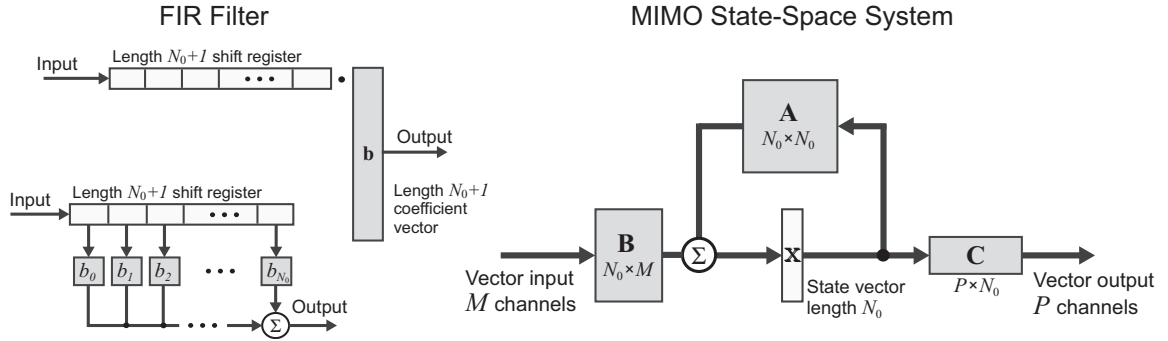 FIR Filter
Length N₀+1 shift register
Input
•••
•
b
Output
Length N₀+1
coefficient
vector
Length N₀+1 shift register
Input
•••
b₀
b₁
b₂
•••
b_N₀
Output
•••
Σ
MIMO State-Space System
A
N₀×N₀
B
N₀×M
Σ
x
C
P×N₀
Vector input
M channels
State vector
length N₀
Vector output
P channels